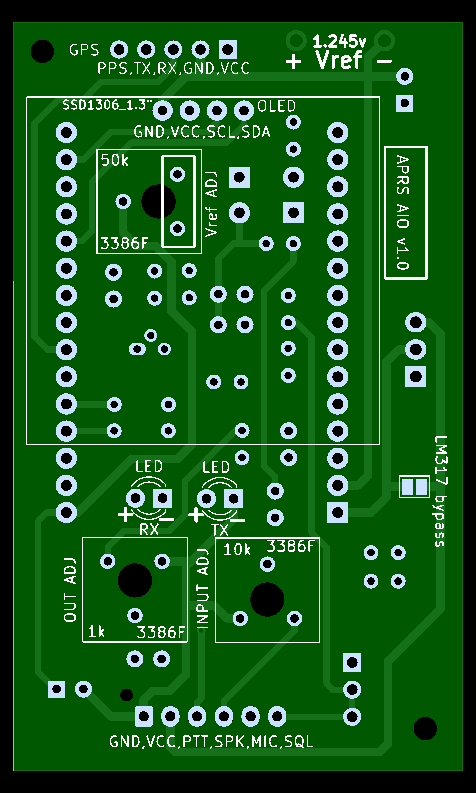 GPS
PPS,TX,RX,GND,VCC
1.245v
+ Vref -
SSD1306_1.3"
OLED
GND,VCC,SCL,SDA
50k
3386F
Vref ADJ
APRS AIO v1.0
LM317 bypass
LED
LED
+ -
+ -
RX
TX
OUT ADJ
1k
3386F
INPUT ADJ
10k
3386F
GND,VCC,PTT,SPK,MIC,SQL